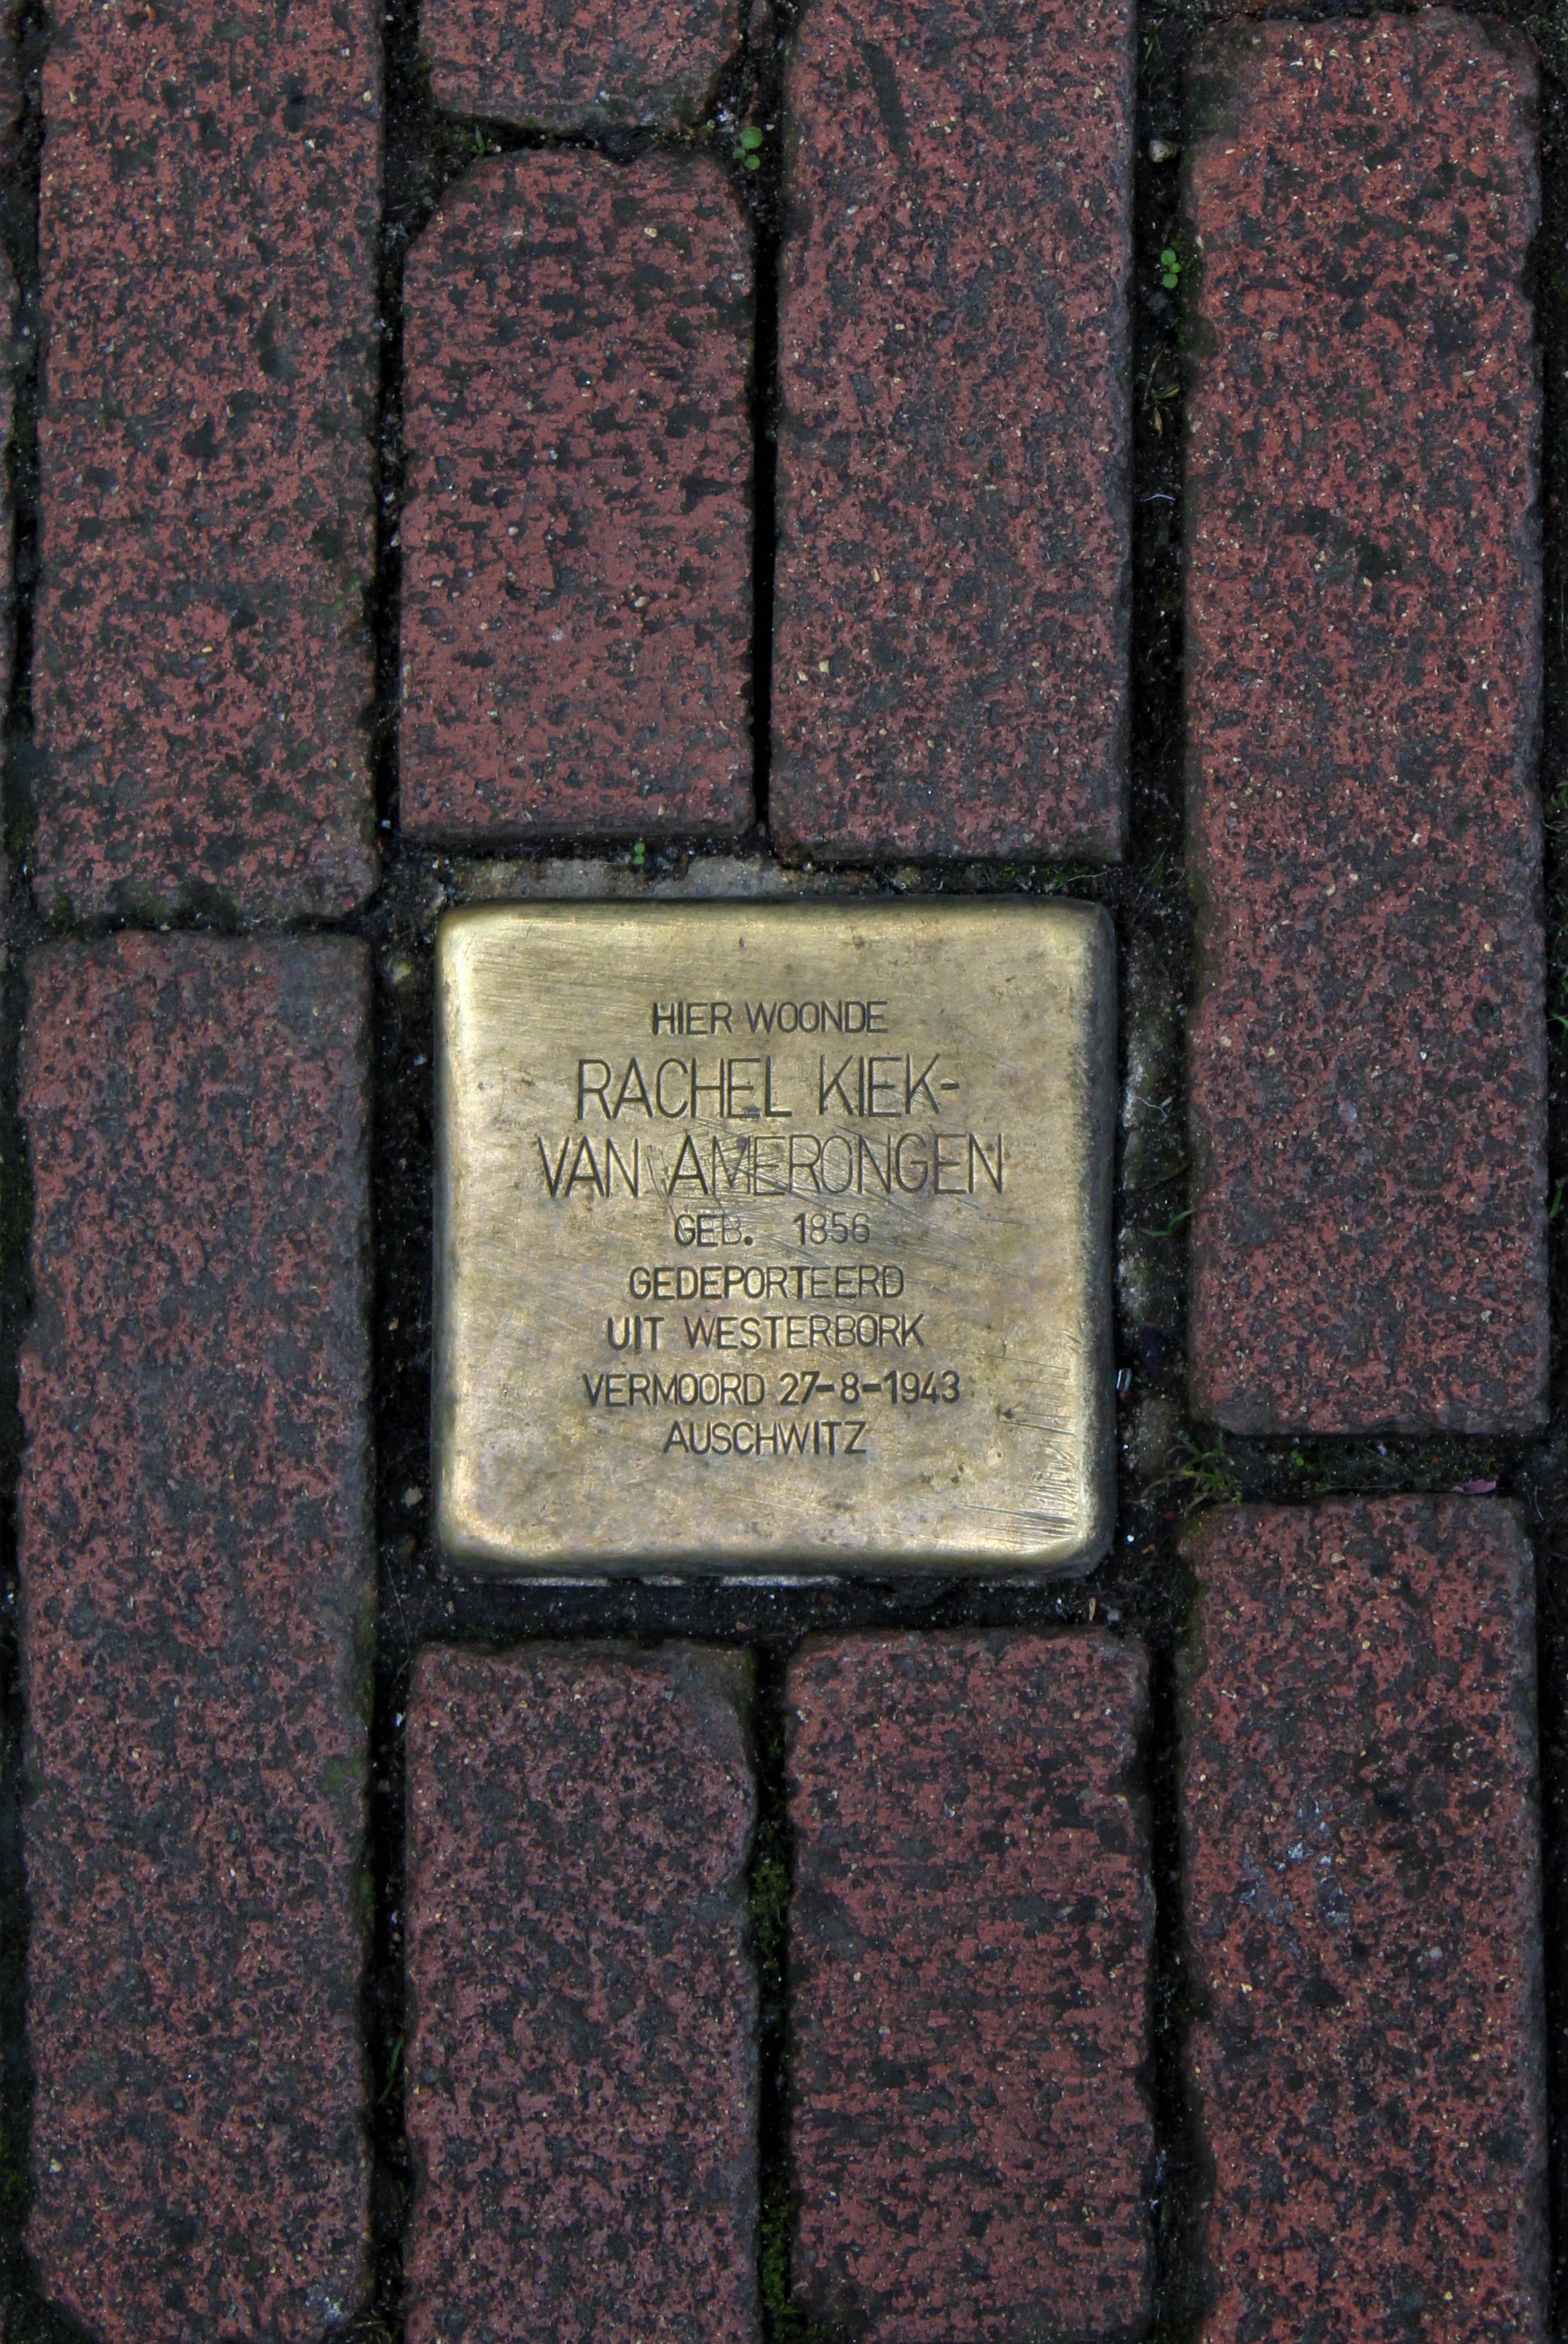 HIER WOONDE
RACHEL KIEK-
VAN AMERONGEN
GEB. 1856
GEDEPORTEERD
UIT WESTERBORK
VERMOORD 27-8-1943
AUSCHWITZ